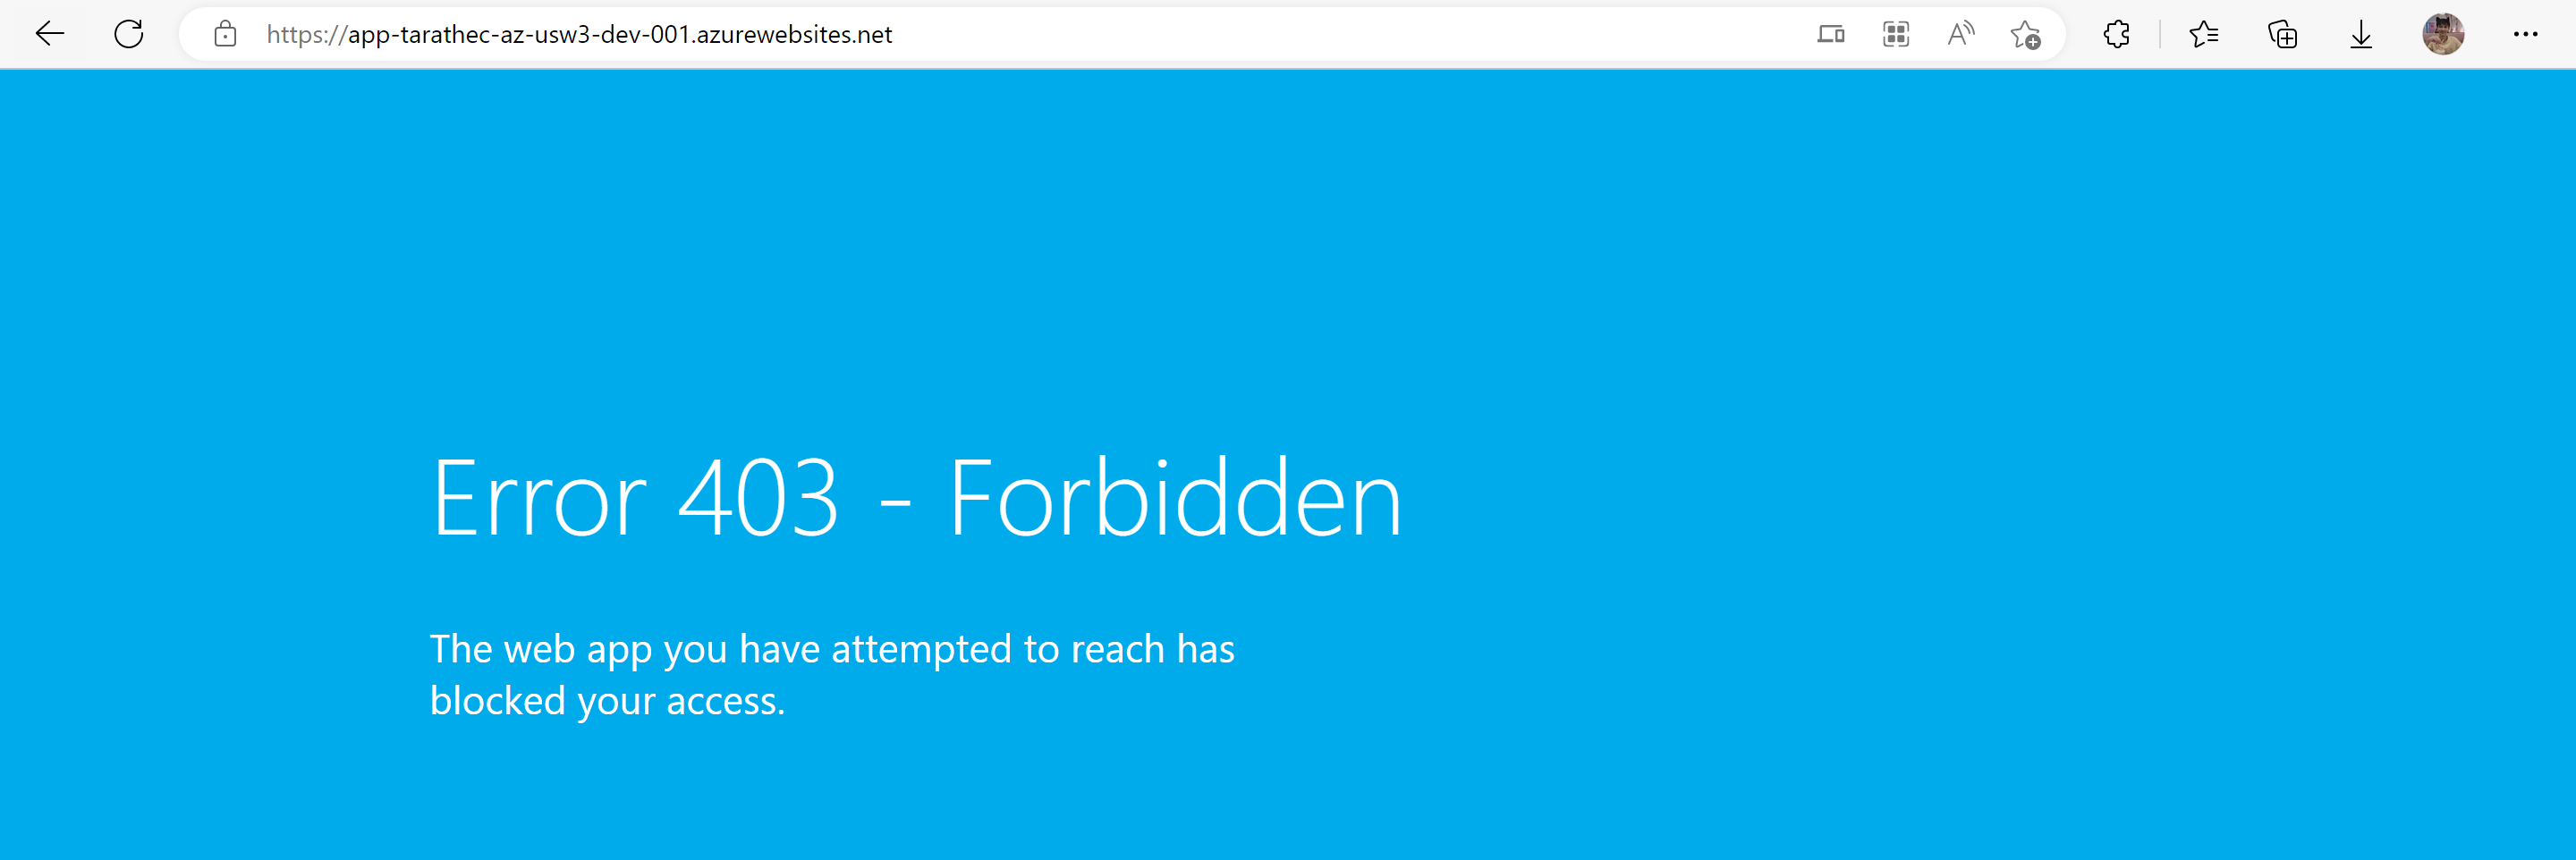 https://app-tarathec-az-usw3-dev-001.azurewebsites.net
Error 403 - Forbidden
The web app you have attempted to reach has
blocked your access.